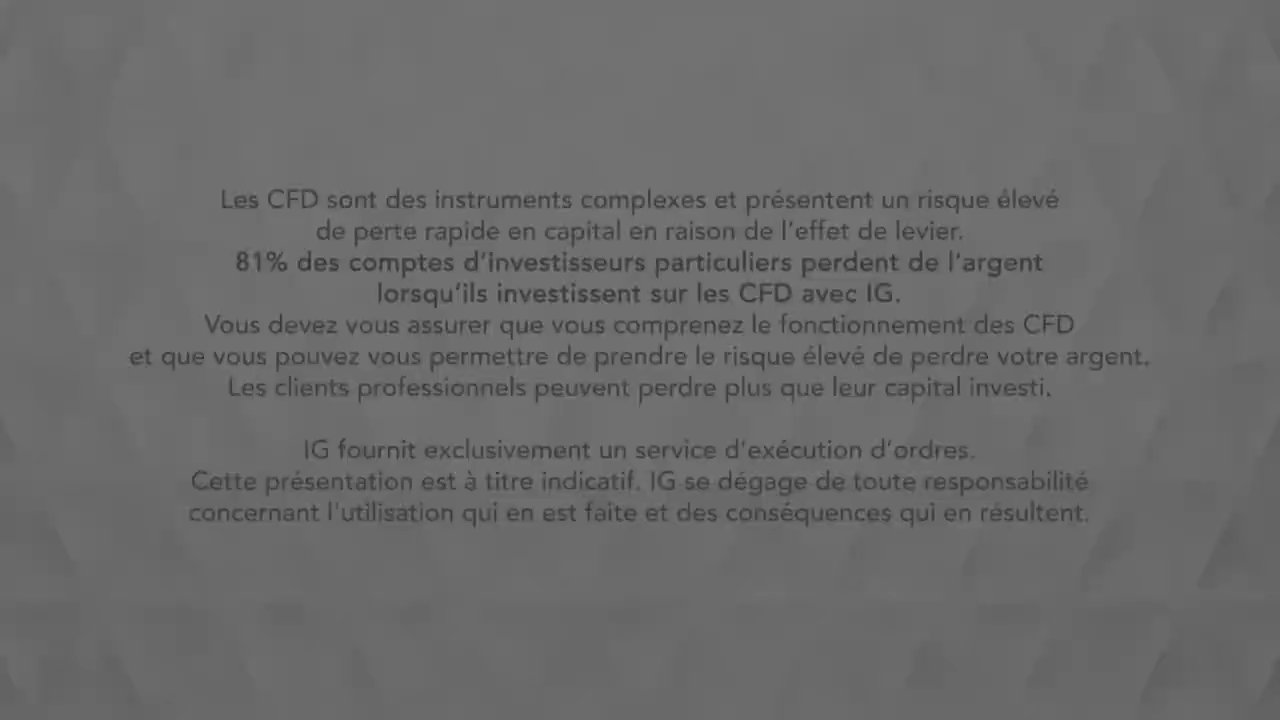 Les CFD sont des instruments complexes et présentent un risque élevé
de perte rapide en capital en raison de l'effet de levier.
81% des comptes d'investisseurs particuliers perdent de l'argent
lorsqu'ils investissent sur les CFD avec IG.
Vous devez vous assurer que vous comprenez le fonctionnement des CFD
et que vous pouvez vous permettre de prendre le risque élevé de perdre votre argent.
Les clients professionnels peuvent perdre plus que leur capital investi.
IG fournit exclusivement un service d'exécution d'ordres.
Cette présentation est à titre indicatif. IG se dégage de toute responsabilité
concernant l'utilisation qui en est faite et des conséquences qui en résultent.